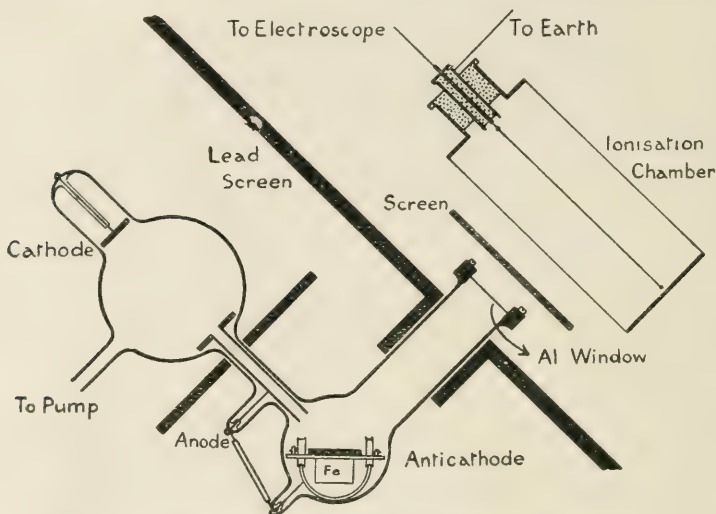 To Electroscope
To Earth
Lead
Screen
Ionisation
Chamber
Screen
Cathode
Al Window
To Pump
Anode
Anticathode
Fe